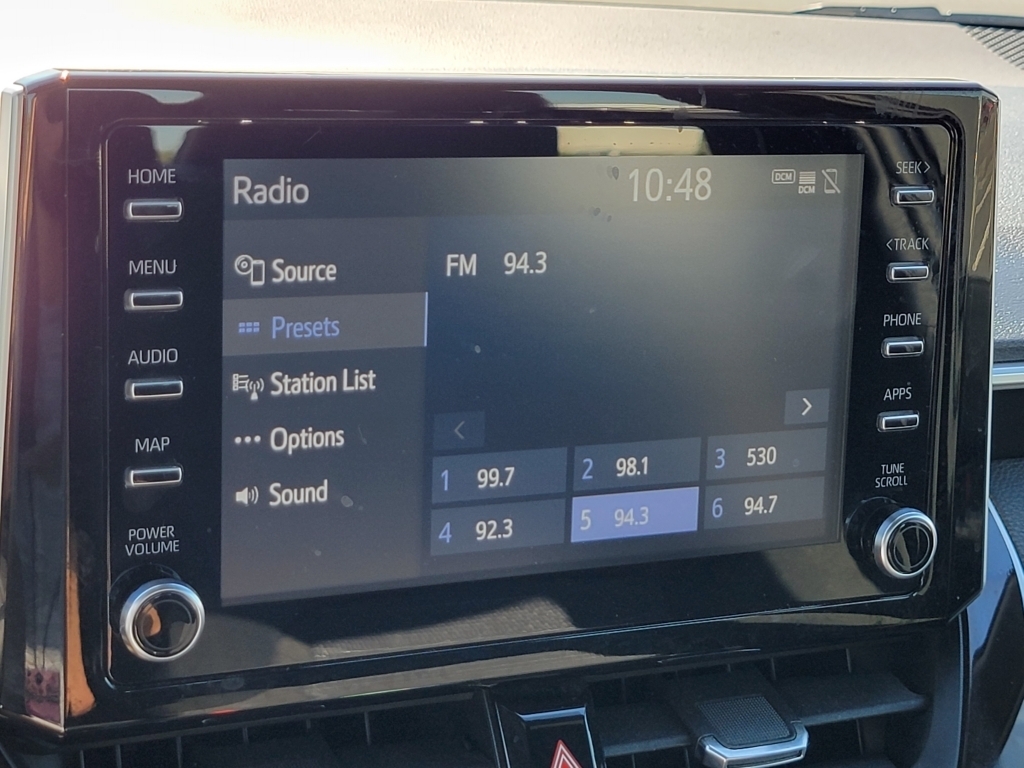 HOME
MENU
AUDIO
MAP
POWER
VOLUME
Radio
10:48
DCM
DCM
Source
Presets
Station List
Options
Sound
FM 94.3
<
>
1 99.7
2 98.1
3 530
4 92.3
5 94.3
6 94.7
SEEK>
<TRACK
PHONE
APPS
TUNE
SCROLL